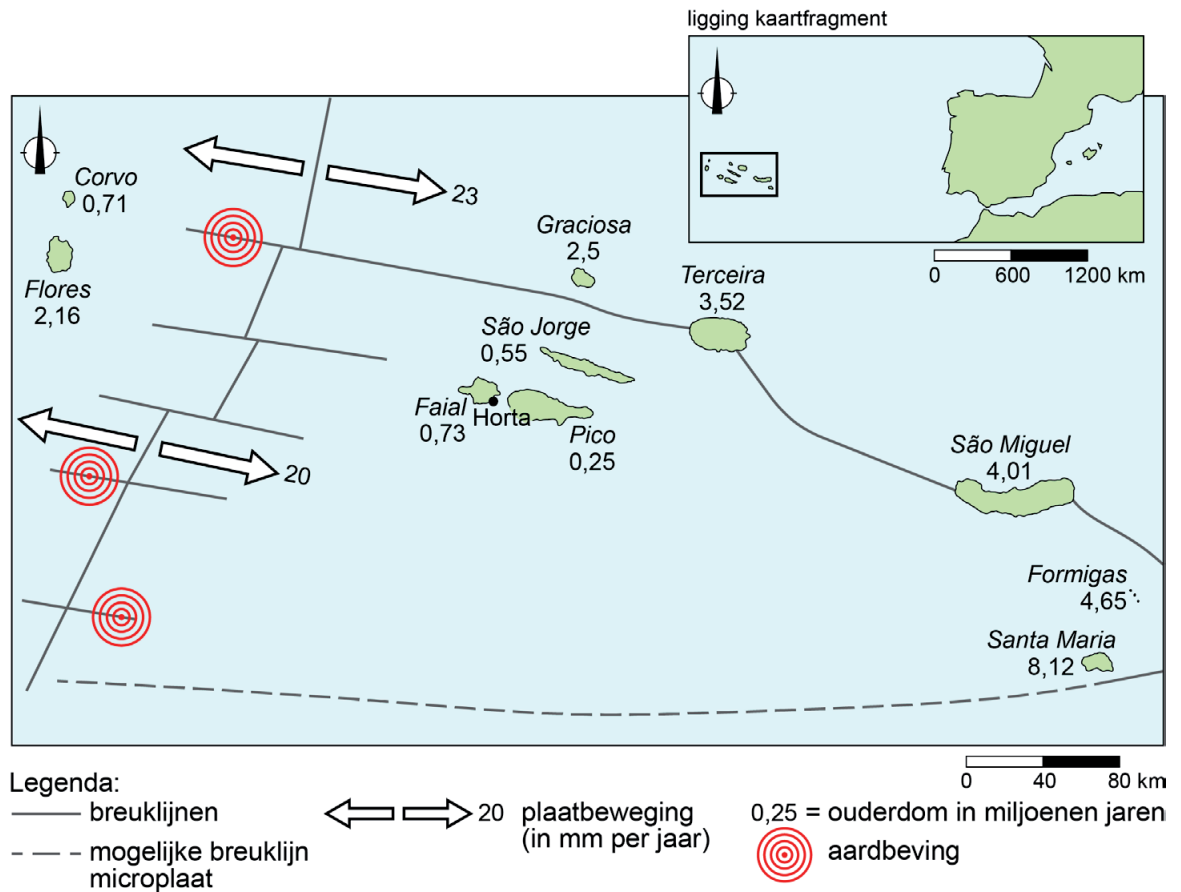 ligging kaartfragment
0 600 1200 km
Corvo
0,71
Flores
2,16
23
Graciosa
2,5
Terceira
3,52
São Jorge
0,55
Faial
0,73
Horta
Pico
0,25
20
São Miguel
4,01
Formigas
4,65
Santa Maria
8,12
0 40 80 km
Legenda:
breuklijnen
mogelijke breuklijn
microplaat
20 plaatbeweging
(in mm per jaar)
0,25 = ouderdom in miljoenen jaren
aardbeving